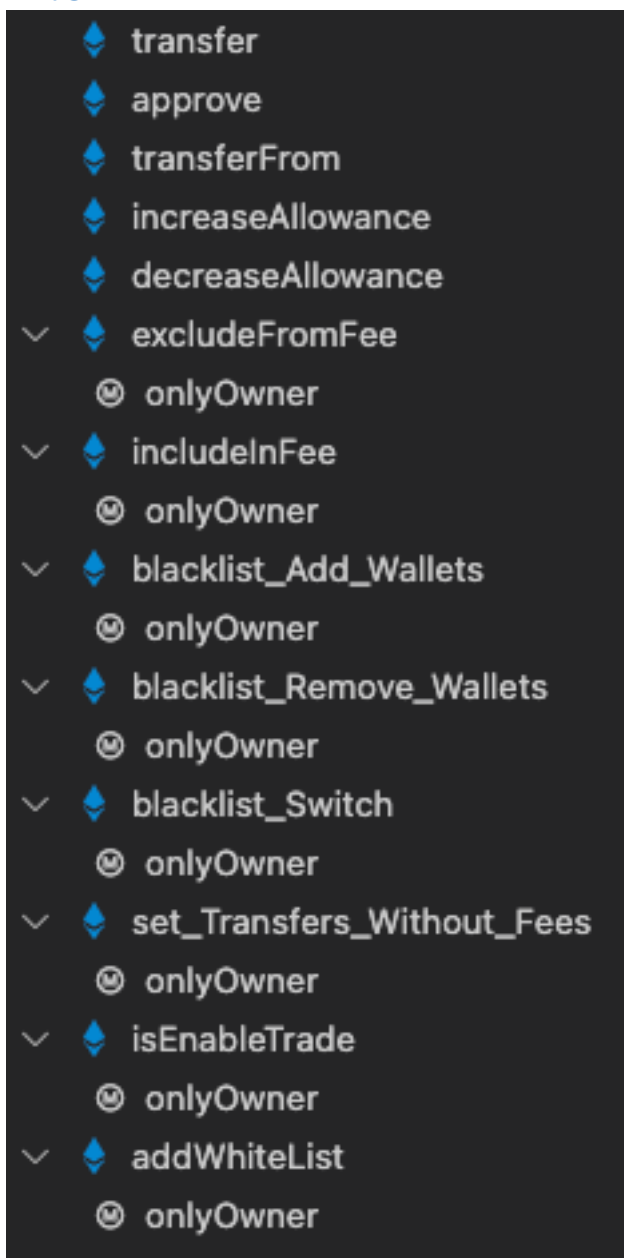 transfer
approve
transferFrom
increaseAllowance
decreaseAllowance
excludeFromFee
onlyOwner
includeInFee
onlyOwner
blacklist_Add_Wallets
onlyOwner
blacklist_Remove_Wallets
onlyOwner
blacklist_Switch
onlyOwner
set_Transfers_Without_Fees
onlyOwner
isEnableTrade
onlyOwner
addWhiteList
onlyOwner